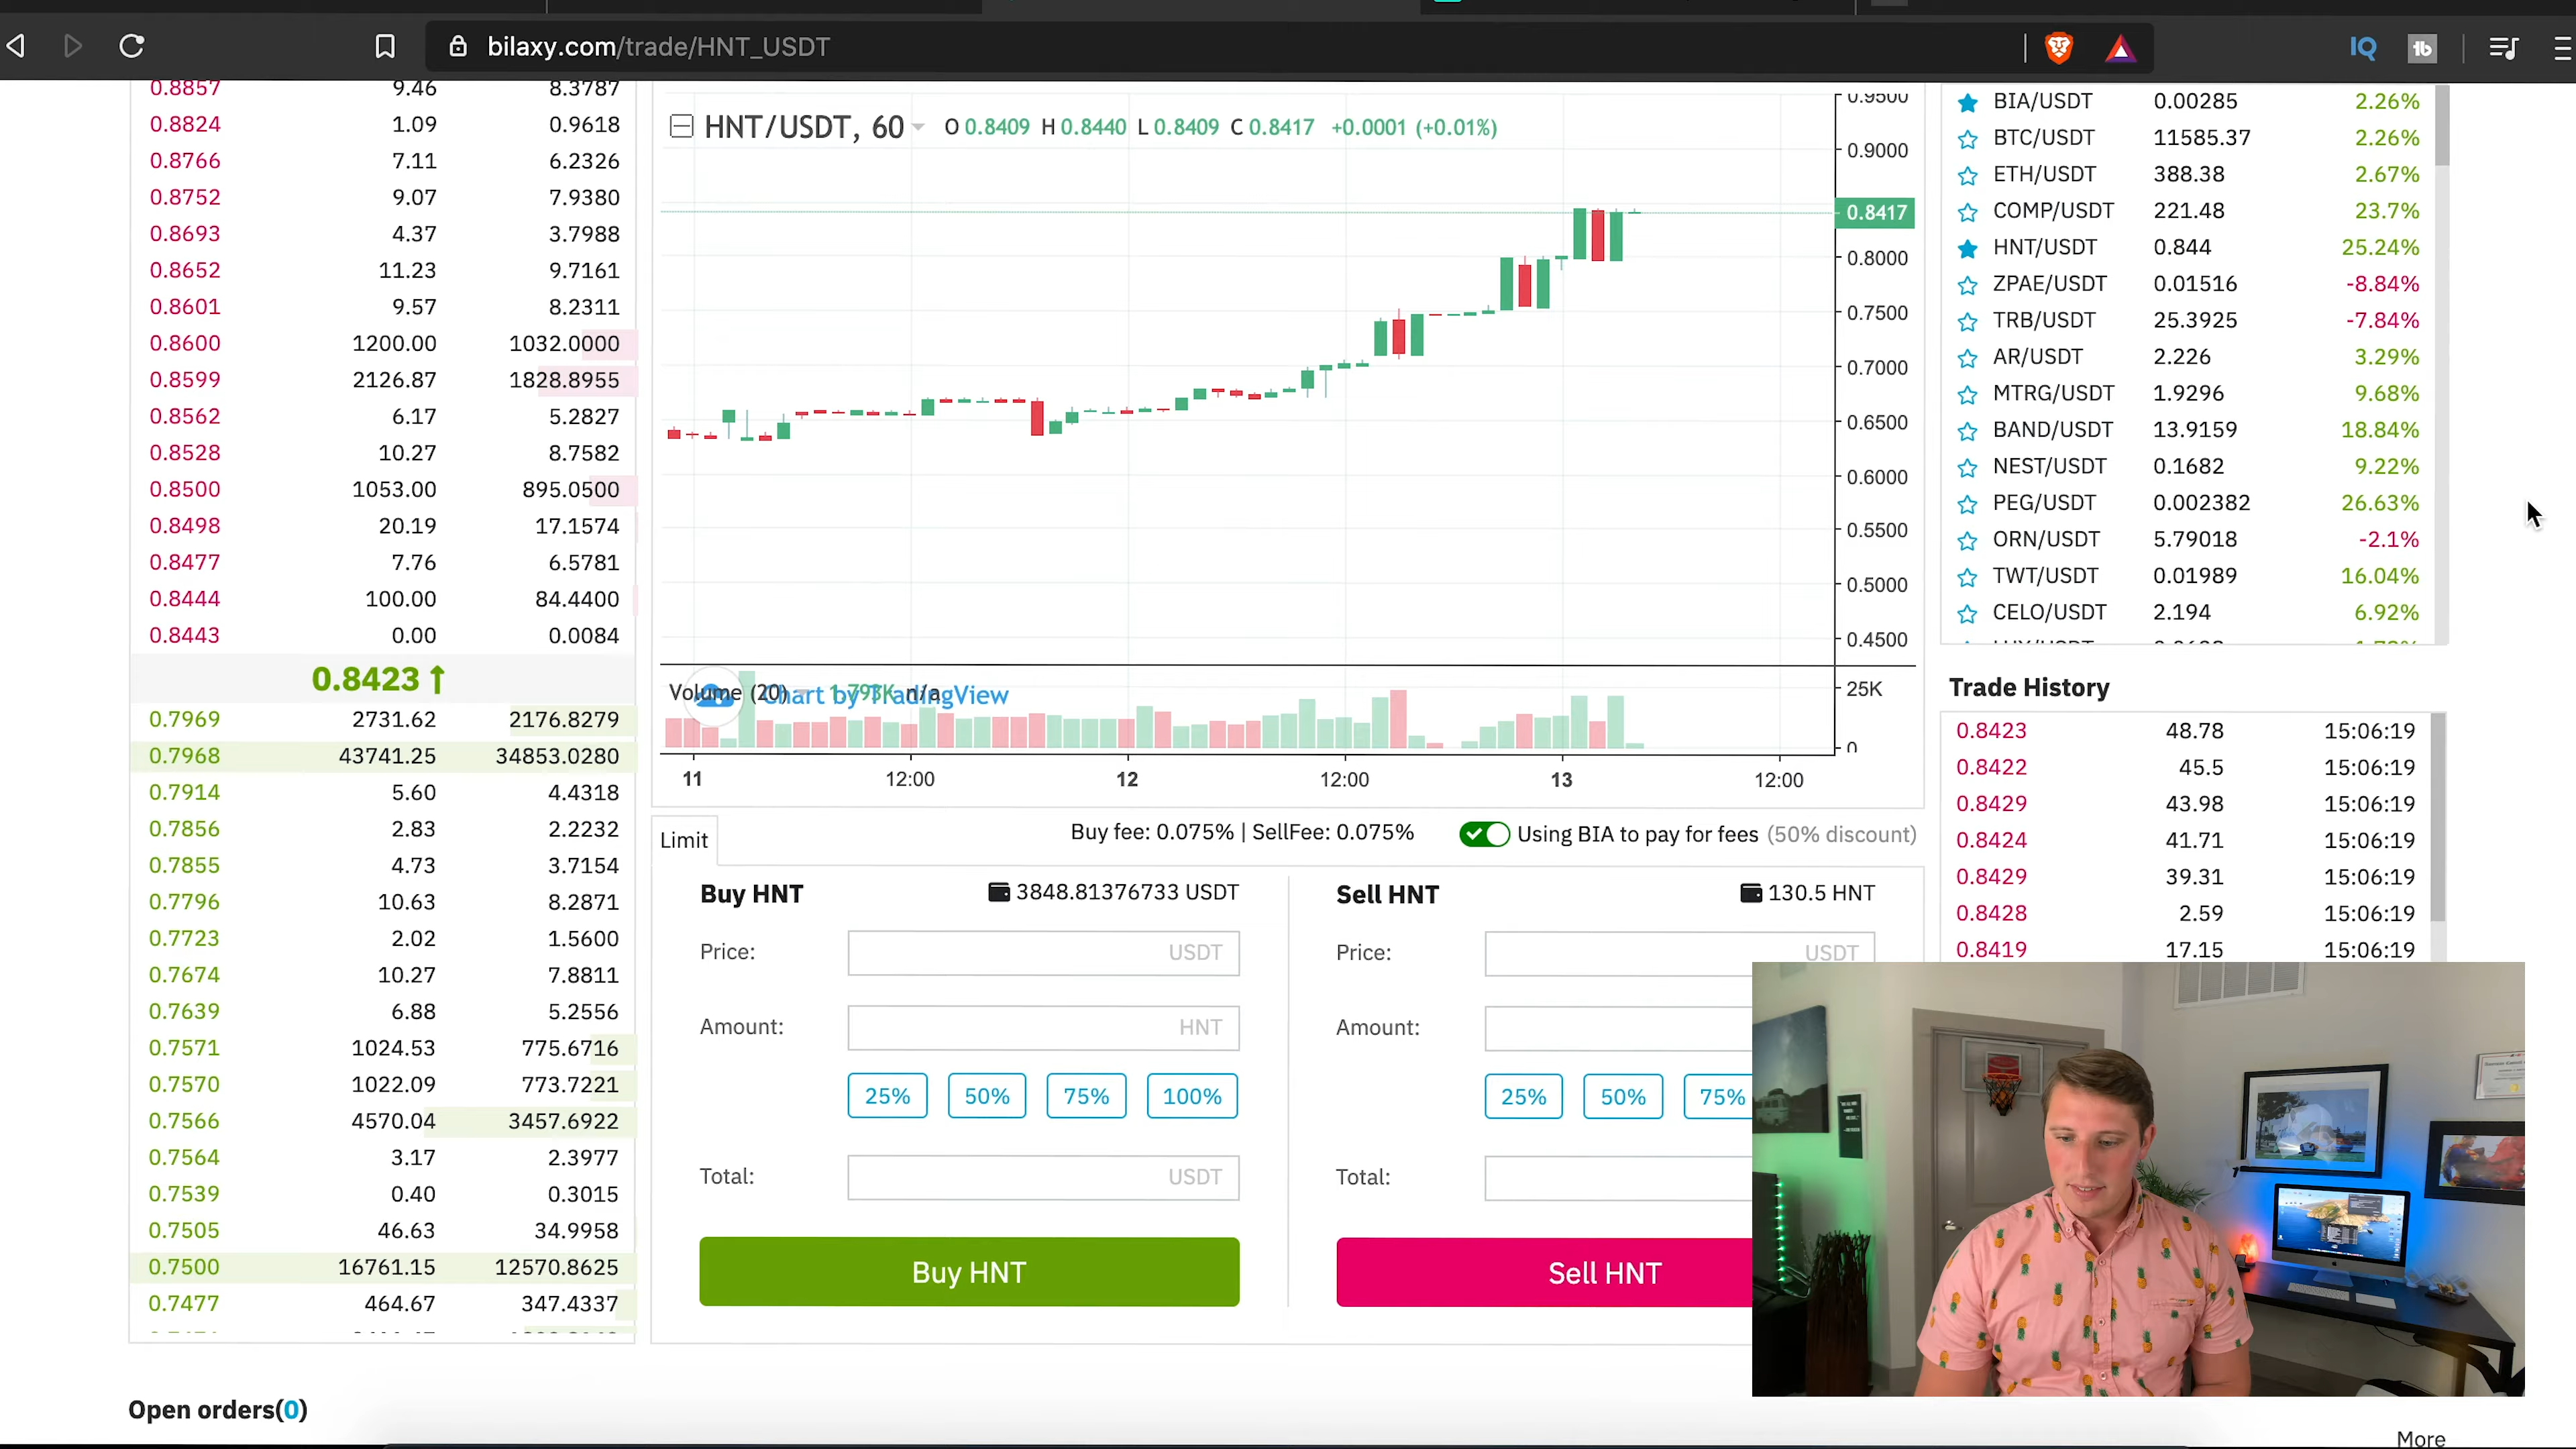 bilaxy.com/trade/HNT_USDT
IQ
tb
0.8857 9.46 8.3787
0.8824 1.09 0.9618
0.8766 7.11 6.2326
0.8752 9.07 7.9380
0.8693 4.37 3.7988
0.8652 11.23 9.7161
0.8601 9.57 8.2311
0.8600 1200.00 1032.0000
0.8599 2126.87 1828.8955
0.8562 6.17 5.2827
0.8528 10.27 8.7582
0.8500 1053.00 895.0500
0.8498 20.19 17.1574
0.8477 7.76 6.5781
0.8444 100.00 84.4400
0.8443 0.00 0.0084
0.8423 ↑
0.7969 2731.62 2176.8279
0.7968 43741.25 34853.0280
0.7914 5.60 4.4318
0.7856 2.83 2.2232
0.7855 4.73 3.7154
0.7796 10.63 8.2871
0.7723 2.02 1.5600
0.7674 10.27 7.8811
0.7639 6.88 5.2556
0.7571 1024.53 775.6716
0.7570 1022.09 773.7221
0.7566 4570.04 3457.6922
0.7564 3.17 2.3977
0.7539 0.40 0.3015
0.7505 46.63 34.9958
0.7500 16761.15 12570.8625
0.7477 464.67 347.4337
HNT/USDT, 60 O 0.8409 H 0.8440 L 0.8409 C 0.8417 +0.0001 (+0.01%)
0.9500
0.9000
0.8417
0.8000
0.7500
0.7000
0.6500
0.6000
0.5500
0.5000
0.4500
Volume (20) 1.793K n/a
Chart by TradingView
25K
0
11 12:00 12 12:00 13 12:00
Limit
Buy fee: 0.075% | SellFee: 0.075%
Using BIA to pay for fees (50% discount)
Buy HNT 3848.81376733 USDT
Price: USDT
Amount: HNT
25% 50% 75% 100%
Total: USDT
Buy HNT
Sell HNT 130.5 HNT
Price: USDT
Amount:
25% 50% 75%
Total:
Sell HNT
BIA/USDT 0.00285 2.26%
BTC/USDT 11585.37 2.26%
ETH/USDT 388.38 2.67%
COMP/USDT 221.48 23.7%
HNT/USDT 0.844 25.24%
ZPAE/USDT 0.01516 -8.84%
TRB/USDT 25.3925 -7.84%
AR/USDT 2.226 3.29%
MTRG/USDT 1.9296 9.68%
BAND/USDT 13.9159 18.84%
NEST/USDT 0.1682 9.22%
PEG/USDT 0.002382 26.63%
ORN/USDT 5.79018 -2.1%
TWT/USDT 0.01989 16.04%
CELO/USDT 2.194 6.92%
Trade History
0.8423 48.78 15:06:19
0.8422 45.5 15:06:19
0.8429 43.98 15:06:19
0.8424 41.71 15:06:19
0.8429 39.31 15:06:19
0.8428 2.59 15:06:19
0.8419 17.15 15:06:19
Open orders(0)
More